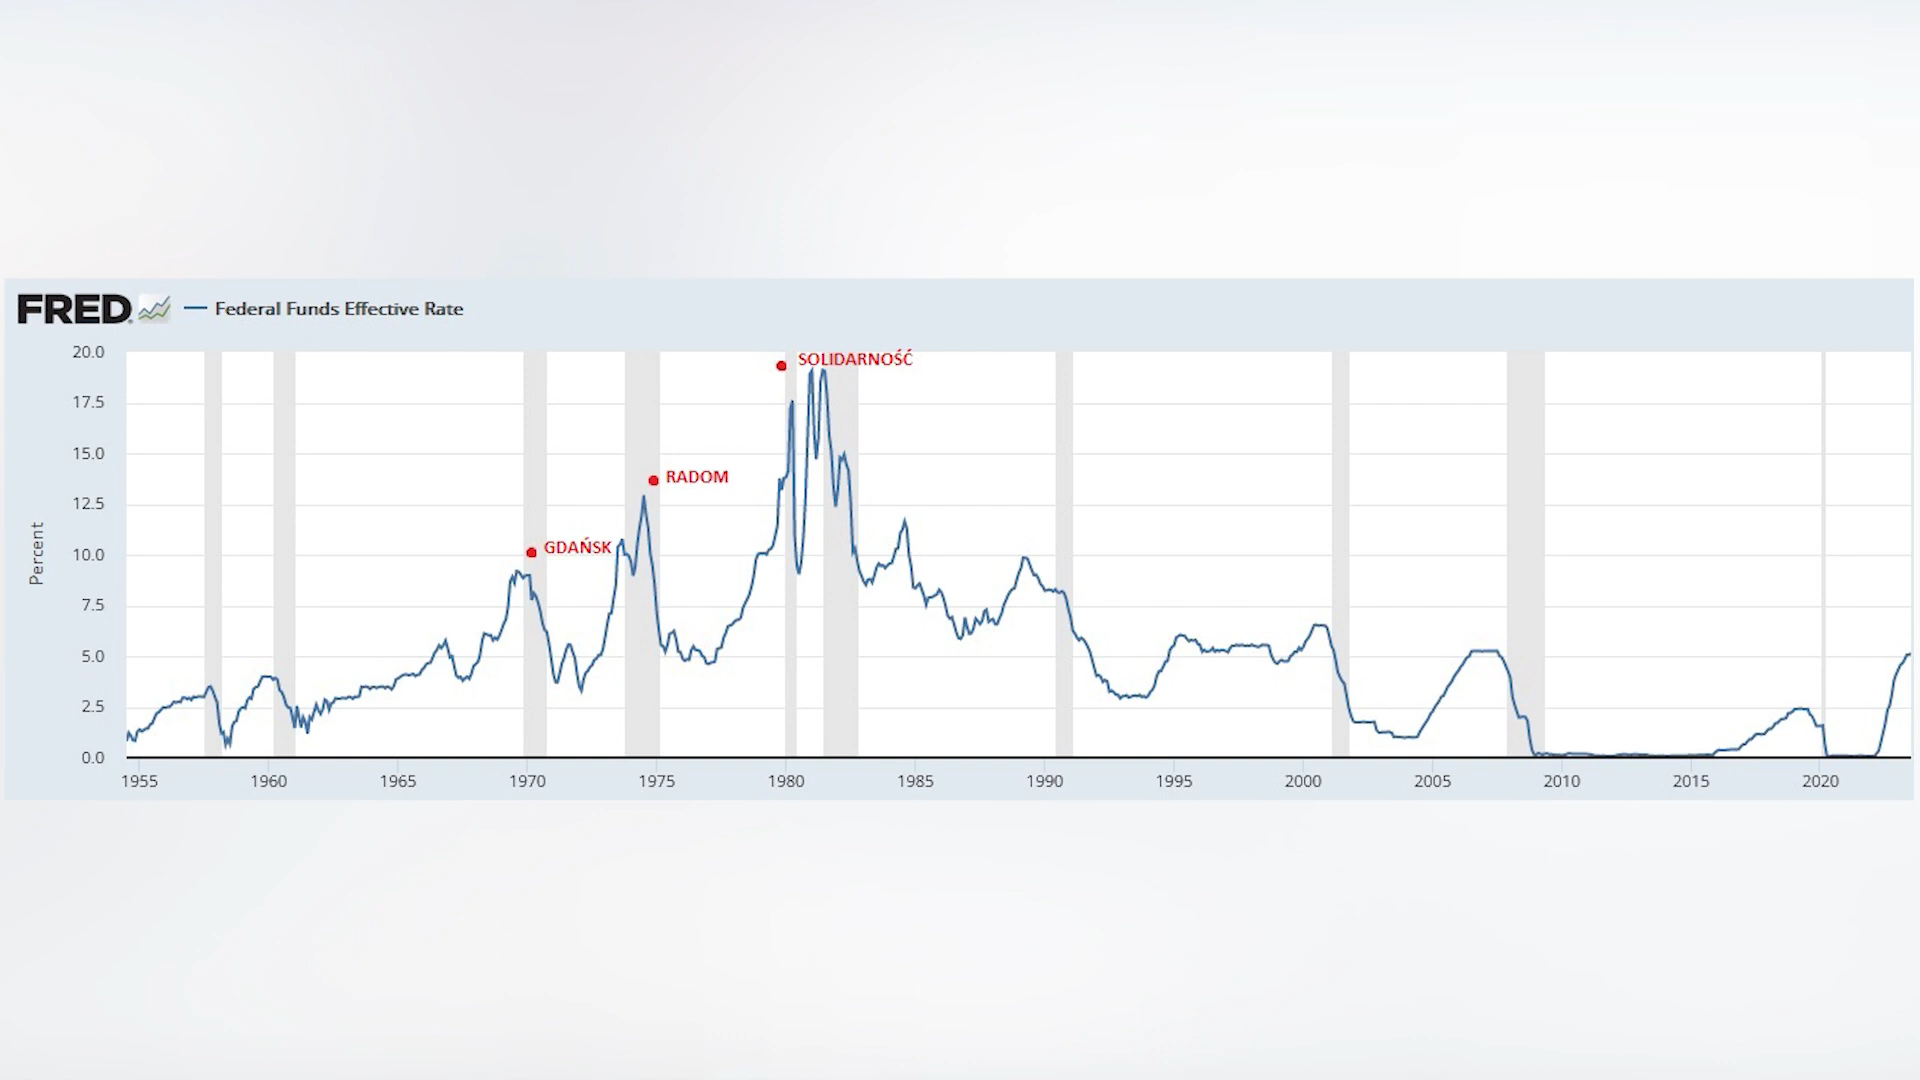 FRED
Federal Funds Effective Rate
Percent
20.0
17.5
15.0
12.5
10.0
7.5
5.0
2.5
0.0
SOLIDARNOŚĆ
RADOM
GDAŃSK
1955 1960 1965 1970 1975 1980 1985 1990 1995 2000 2005 2010 2015 2020